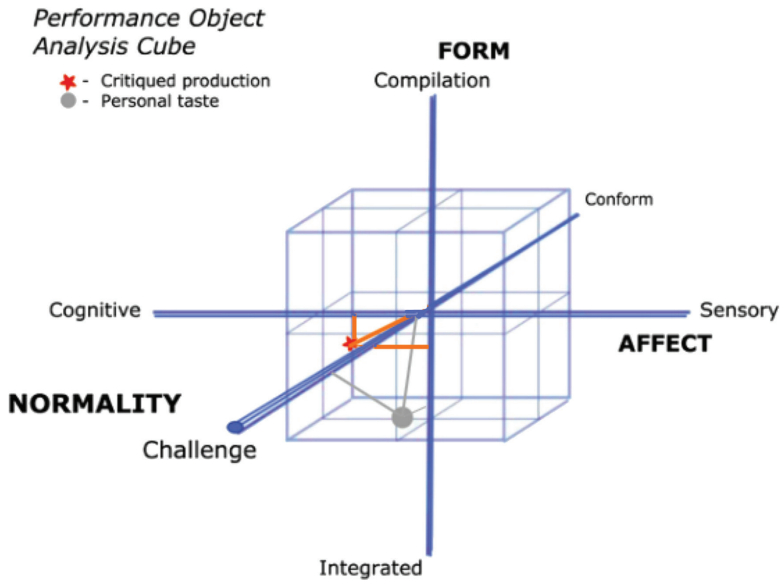 Performance Object
Analysis Cube
- Critiqued production
- Personal taste
FORM
Compilation
Conform
Cognitive
Sensory
AFFECT
NORMALITY
Challenge
Integrated